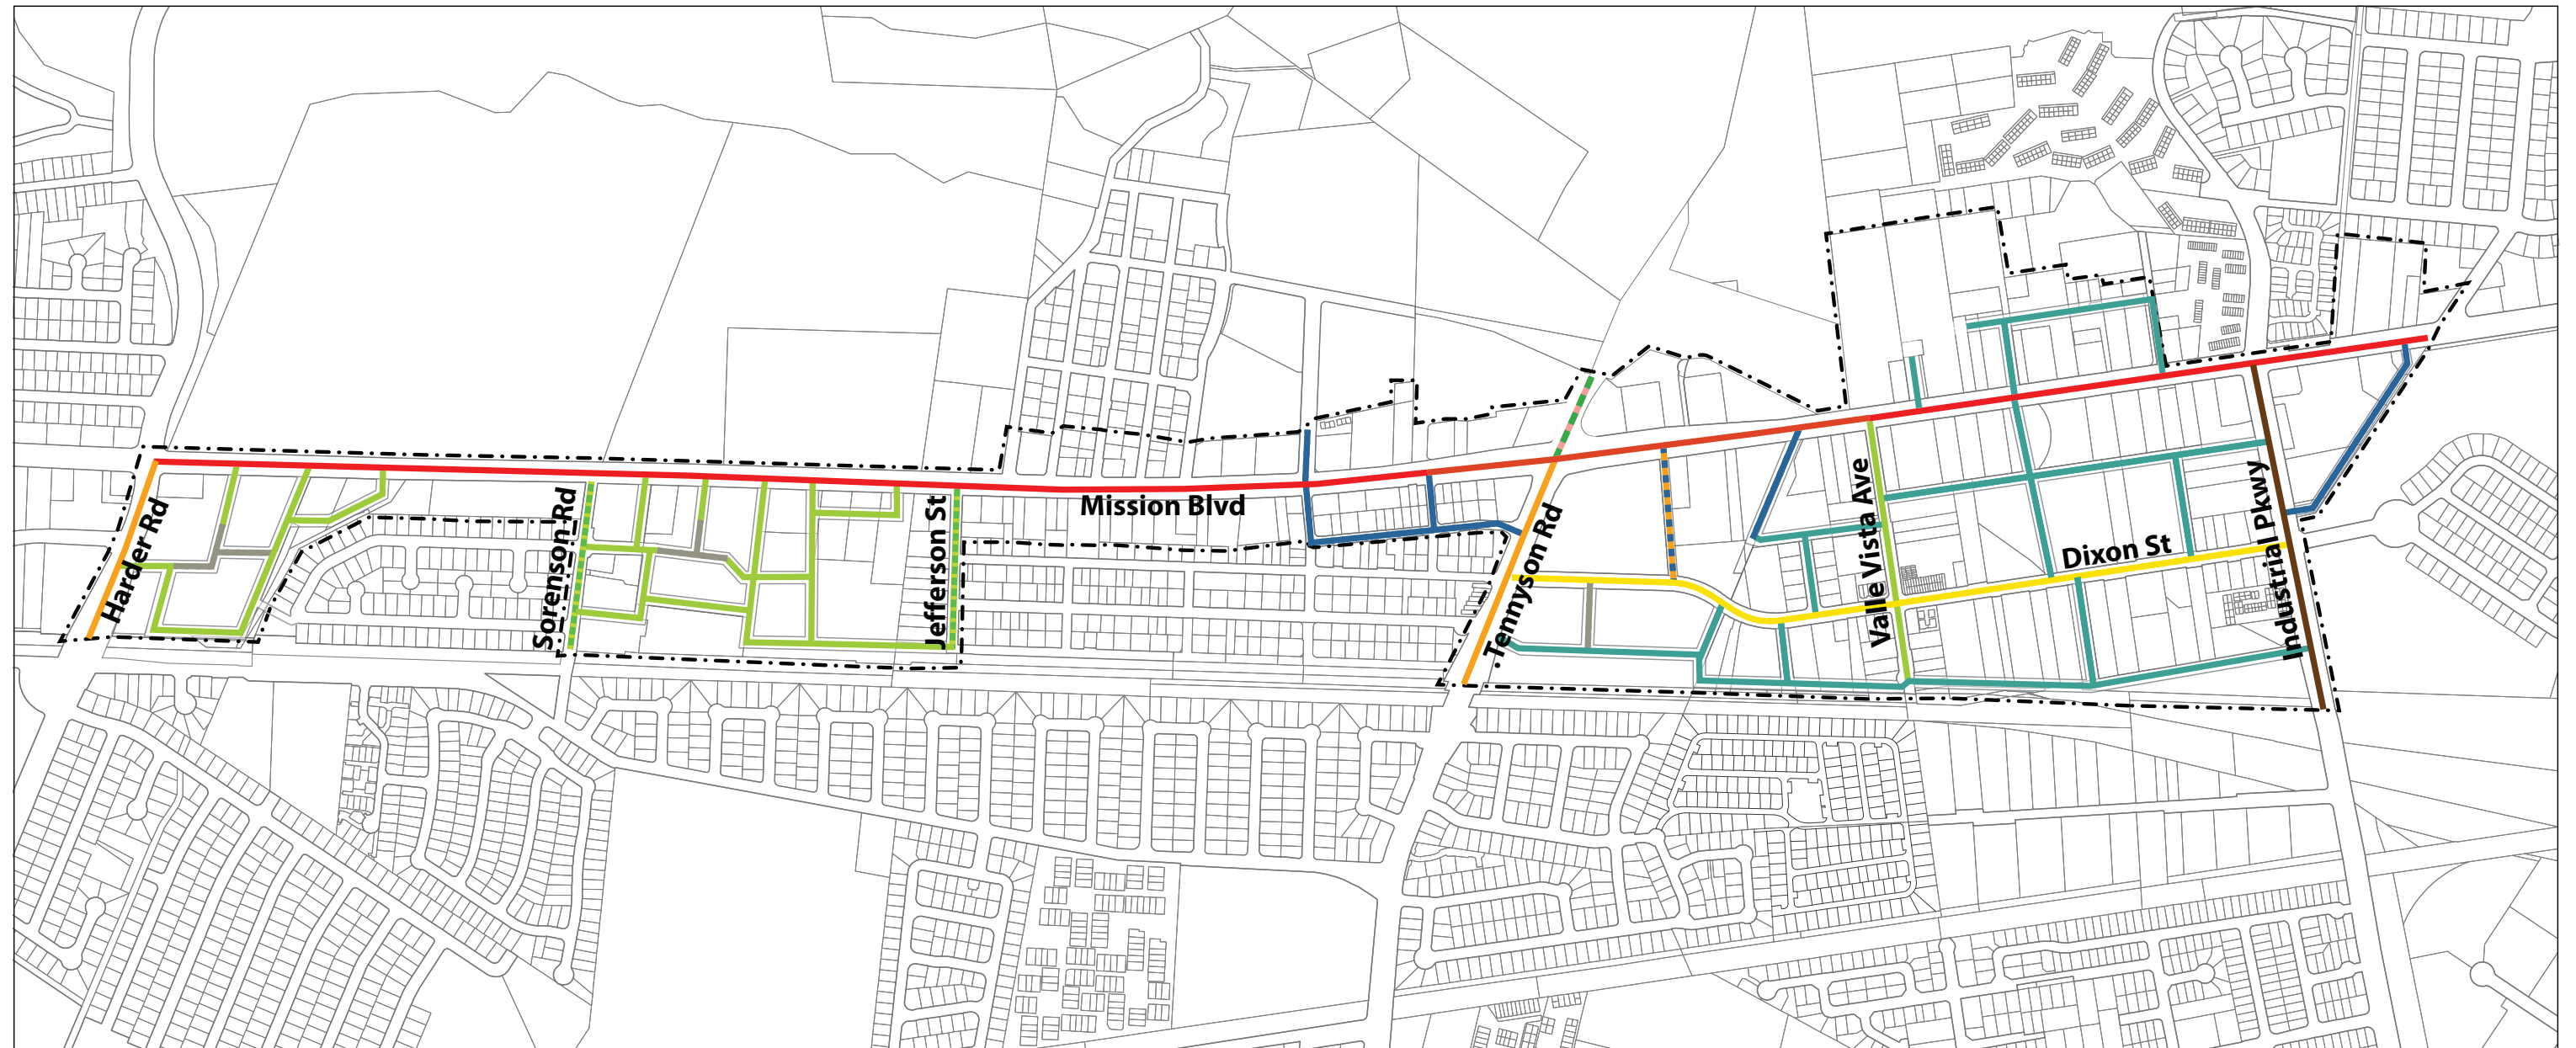 Harder Rd
Sorenson Rd
Jefferson St
Mission Blvd
Tennyson Rd
Valle Vista Ave
Dixon St
Industrial Pkwy